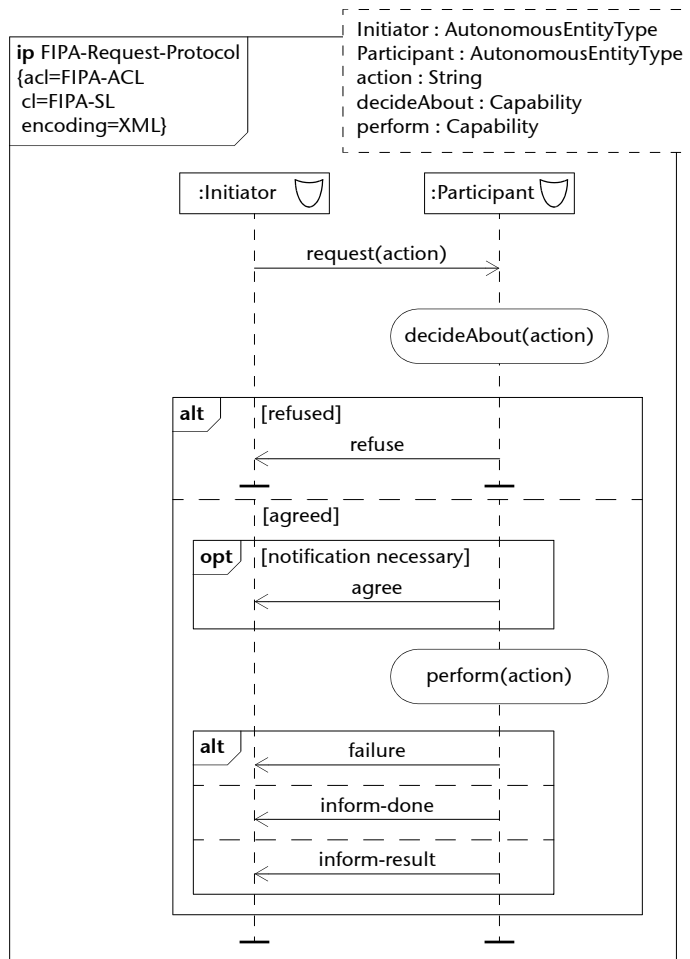 ip FIPA-Request-Protocol
{acl=FIPA-ACL
cl=FIPA-SL
encoding=XML}
Initiator : AutonomousEntityType
Participant : AutonomousEntityType
action : String
decideAbout : Capability
perform : Capability
:Initiator
:Participant
request(action)
decideAbout(action)
alt
[refused]
refuse
[agreed]
opt
[notification necessary]
agree
perform(action)
alt
failure
inform-done
inform-result